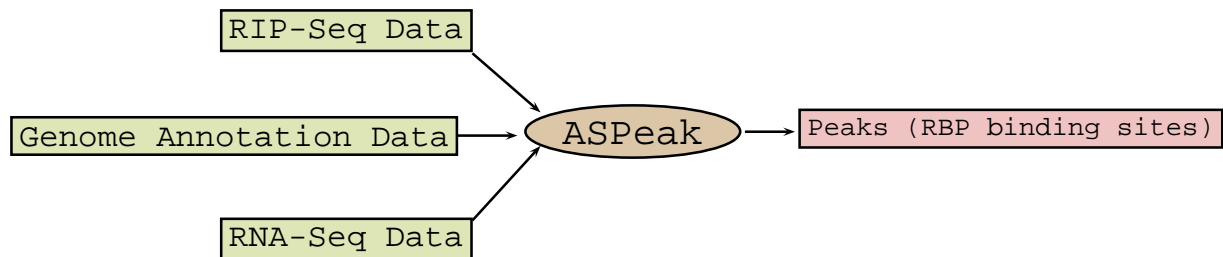 RIP-Seq Data
Genome Annotation Data
ASPeak
Peaks (RBP binding sites)
RNA-Seq Data